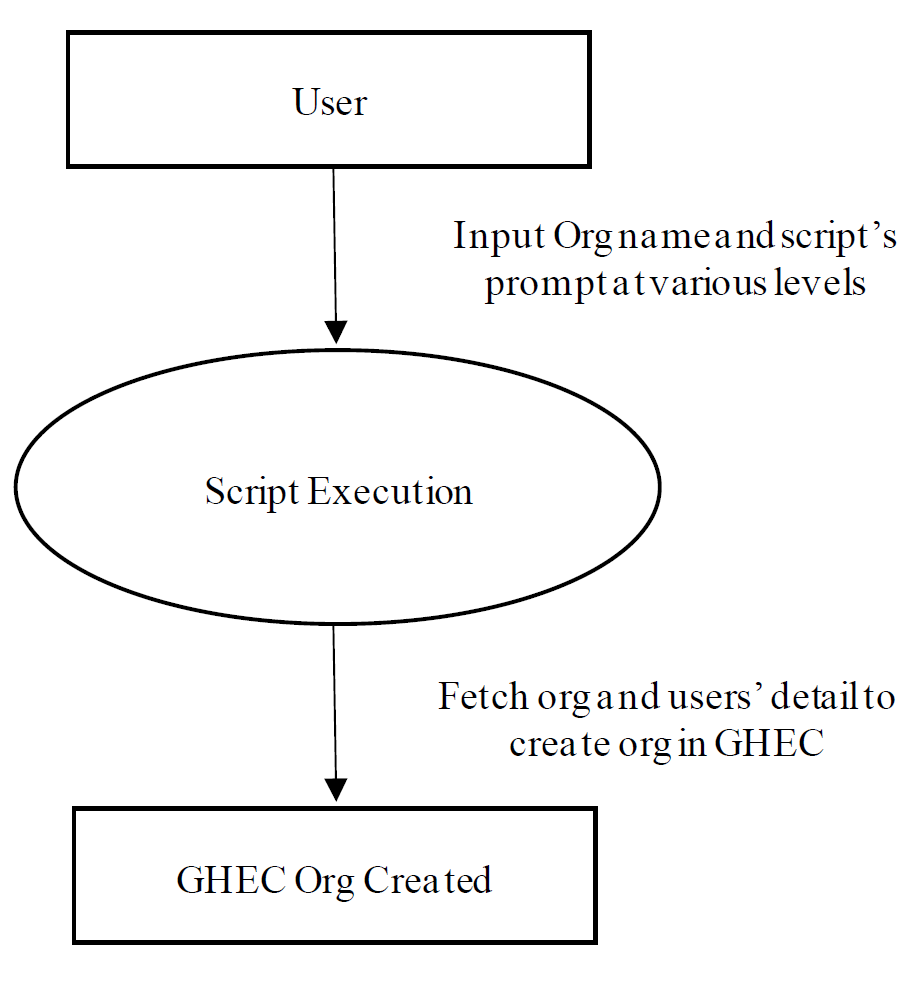 User
Input Org name and script’s
prompt at various levels
Script Execution
Fetch org and users’ detail to
create org in GHEC
GHEC Org Created